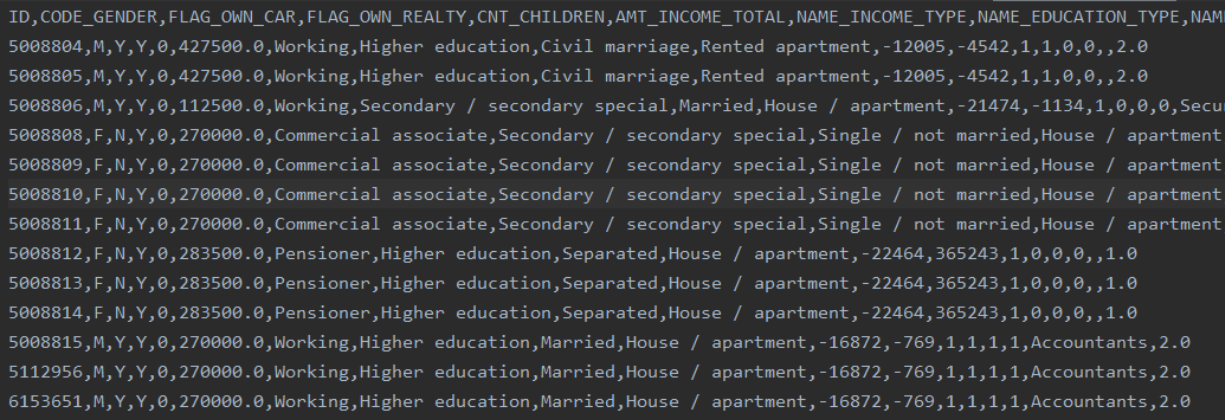 ID,CODE_GENDER,FLAG_OWN_CAR,FLAG_OWN_REALTY,CNT_CHILDREN,AMT_INCOME_TOTAL,NAME_INCOME_TYPE,NAME_EDUCATION_TYPE,NAM
5008804,M,Y,Y,0,427500.0,Working,Higher education,Civil marriage,Rented apartment,-12005,-4542,1,1,0,0,,2.0
5008805,M,Y,Y,0,427500.0,Working,Higher education,Civil marriage,Rented apartment,-12005,-4542,1,1,0,0,,2.0
5008806,M,Y,Y,0,112500.0,Working,Secondary / secondary special,Married,House / apartment,-21474,-1134,1,0,0,0,Secu
5008808,F,N,Y,0,270000.0,Commercial associate,Secondary / secondary special,Single / not married,House / apartment
5008809,F,N,Y,0,270000.0,Commercial associate,Secondary / secondary special,Single / not married,House / apartment
5008810,F,N,Y,0,270000.0,Commercial associate,Secondary / secondary special,Single / not married,House / apartment
5008811,F,N,Y,0,270000.0,Commercial associate,Secondary / secondary special,Single / not married,House / apartment
5008812,F,N,Y,0,283500.0,Pensioner,Higher education,Separated,House / apartment,-22464,365243,1,0,0,0,,1.0
5008813,F,N,Y,0,283500.0,Pensioner,Higher education,Separated,House / apartment,-22464,365243,1,0,0,0,,1.0
5008814,F,N,Y,0,283500.0,Pensioner,Higher education,Separated,House / apartment,-22464,365243,1,0,0,0,,1.0
5008815,M,Y,Y,0,270000.0,Working,Higher education,Married,House / apartment,-16872,-769,1,1,1,1,Accountants,2.0
5112956,M,Y,Y,0,270000.0,Working,Higher education,Married,House / apartment,-16872,-769,1,1,1,1,Accountants,2.0
6153651,M,Y,Y,0,270000.0,Working,Higher education,Married,House / apartment,-16872,-769,1,1,1,1,Accountants,2.0